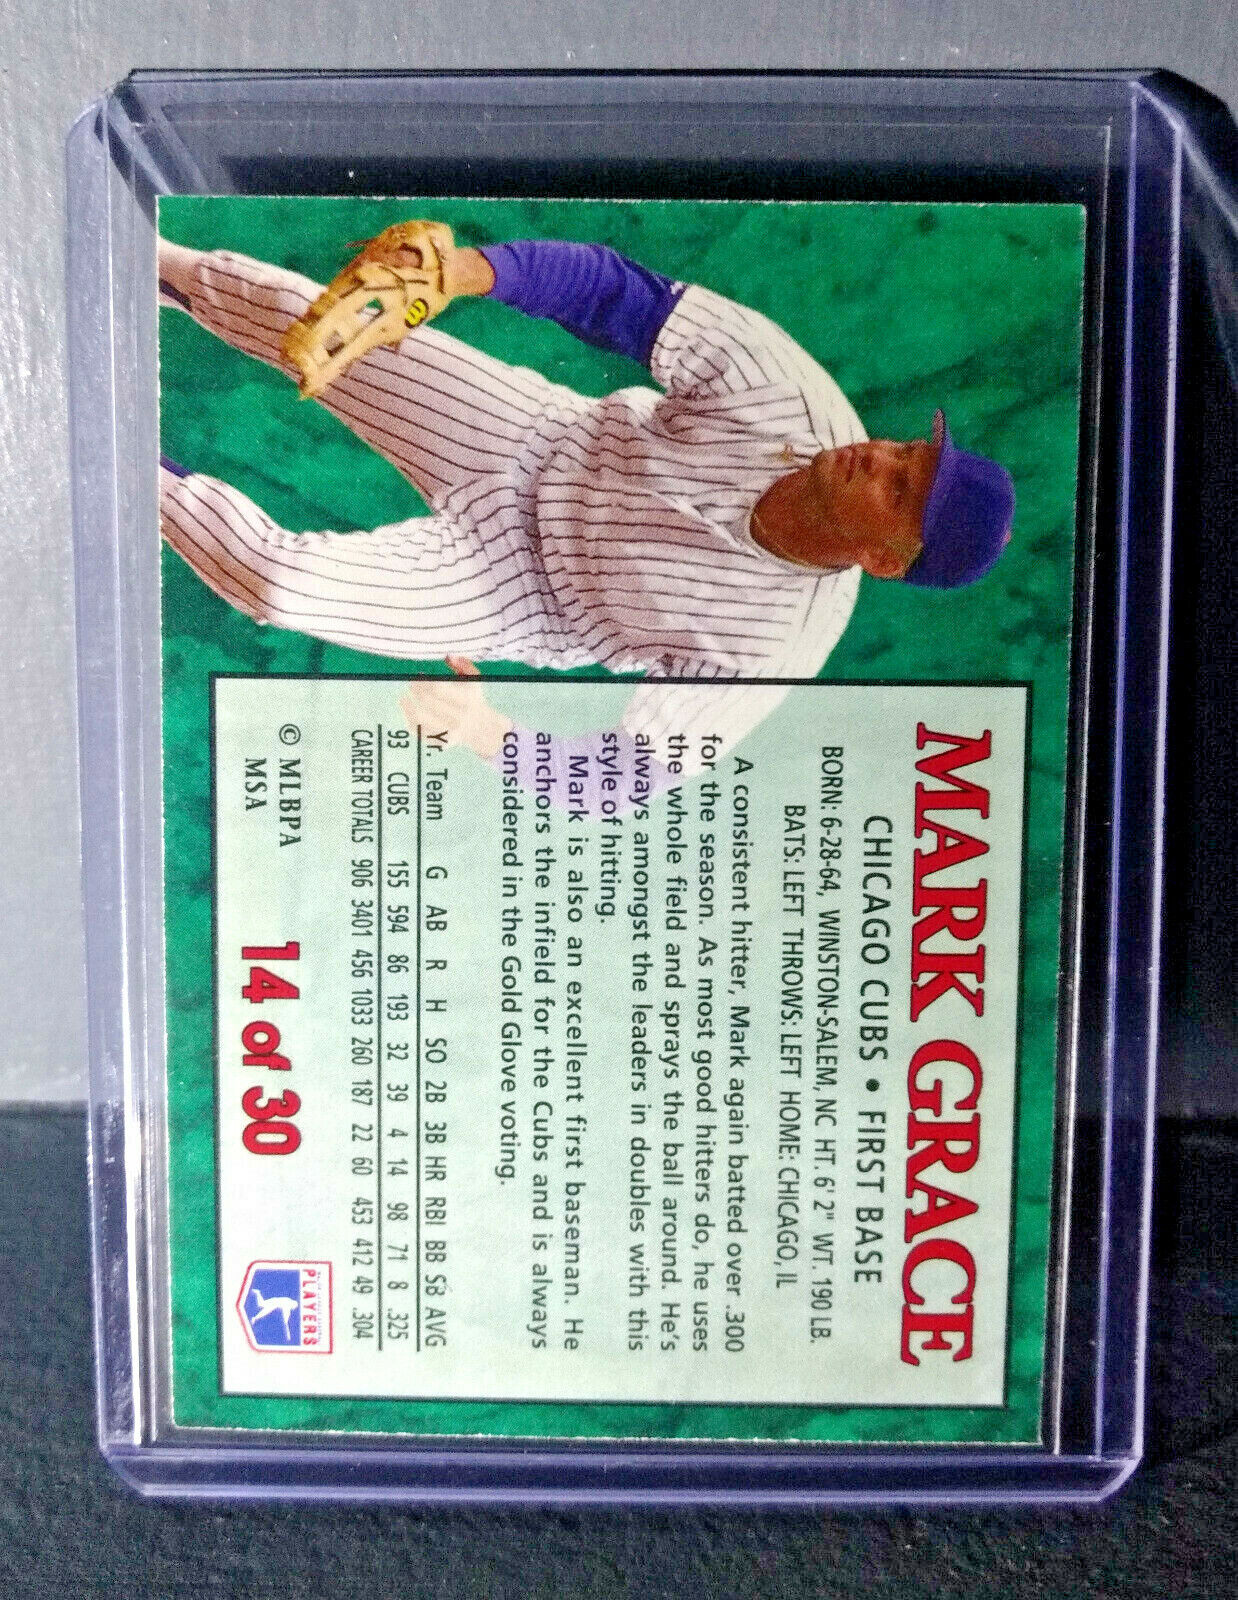 MARK GRACE
CHICAGO CUBS • FIRST BASE
BORN: 6-28-64, WINSTON-SALEM, NC HT. 6' 2" WT. 190 LB.
BATS: LEFT THROWS: LEFT HOME: CHICAGO, IL
A consistent hitter, Mark again batted over .300
for the season. As most good hitters do, he uses
the whole field and sprays the ball around. He's
always amongst the leaders in doubles with this
style of hitting.
Mark is also an excellent first baseman. He
anchors the infield for the Cubs and is always
considered in the Gold Glove voting.
Yr. Team G AB R H SO 2B 3B HR RBI BB SB AVG
93 CUBS 155 594 86 193 32 39 4 14 98 71 8 .325
CAREER TOTALS 906 3401 456 1033 260 187 22 60 453 412 49 .304
© MLBPA
MSA
14 of 30
PLAYERS